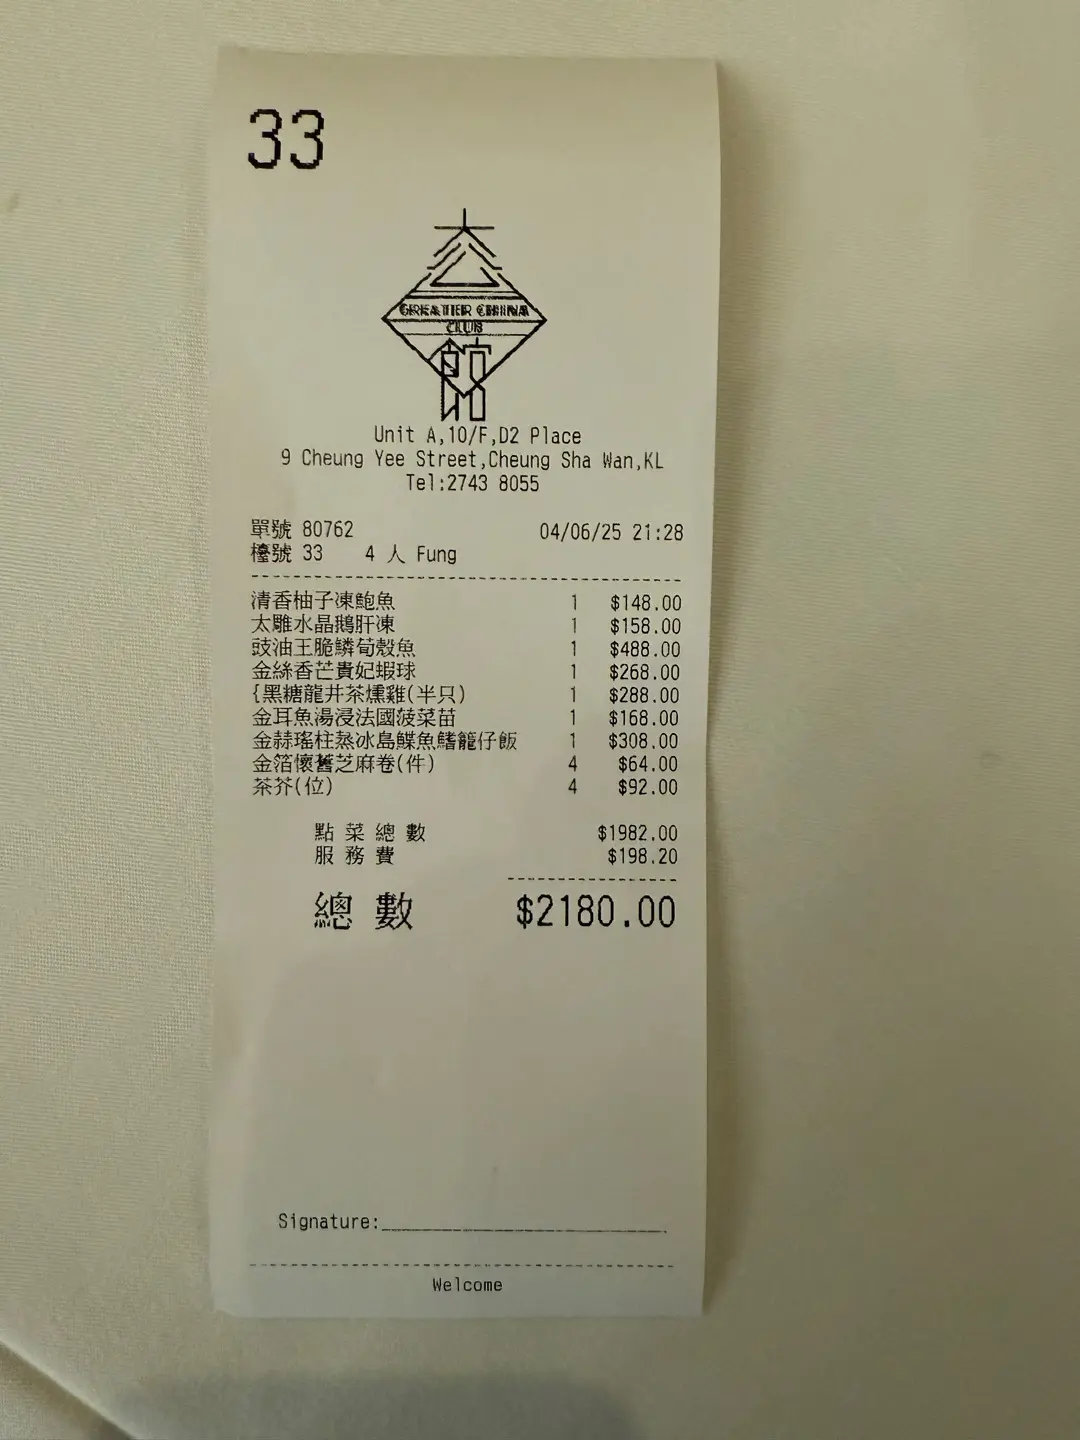 33
大
GREATER CHINA
CLUB
館
Unit A,10/F,D2 Place
9 Cheung Yee Street,Cheung Sha Wan,KL
Tel:2743 8055
單號 80762 04/06/25 21:28
檯號 33 4 人 Fung
清香柚子凍鮑魚 1 $148.00
太雕水晶鵝肝凍 1 $158.00
豉油王脆鱗荀殼魚 1 $488.00
金絲香芒貴妃蝦球 1 $268.00
{黑糖龍井茶燻雞(半只) 1 $288.00
金耳魚湯浸法國菠菜苗 1 $168.00
金蒜瑤柱蒸冰島鰈魚鰭籠仔飯 1 $308.00
金箔懷舊芝麻卷(件) 4 $64.00
茶芥(位) 4 $92.00
點菜總數 $1982.00
服務費 $198.20
總數 $2180.00
Signature:
Welcome